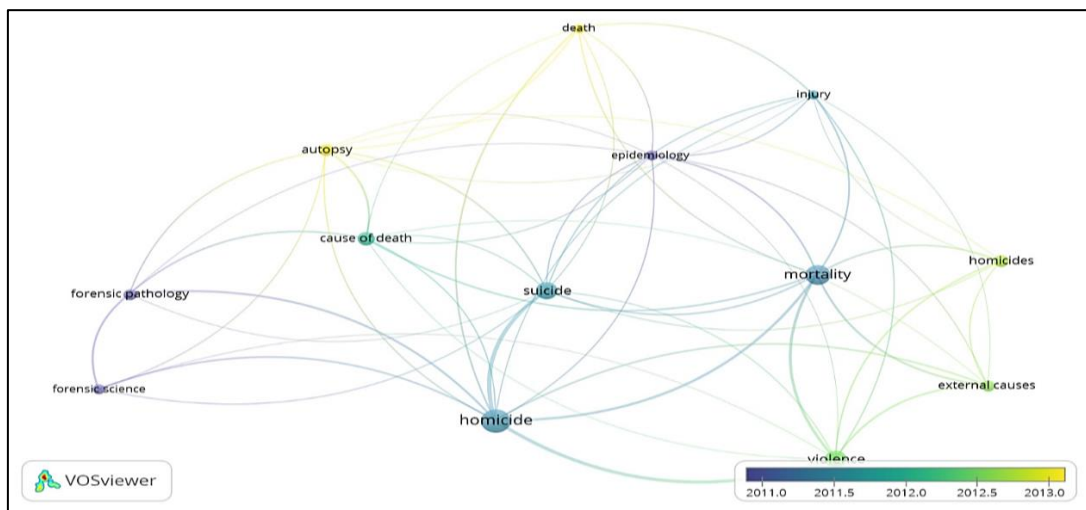 death
injury
autopsy
epidemiology
cause of death
homicides
mortality
suicide
forensic pathology
external causes
forensic science
homicide
violence
VOSviewer
2011.0 2011.5 2012.0 2012.5 2013.0